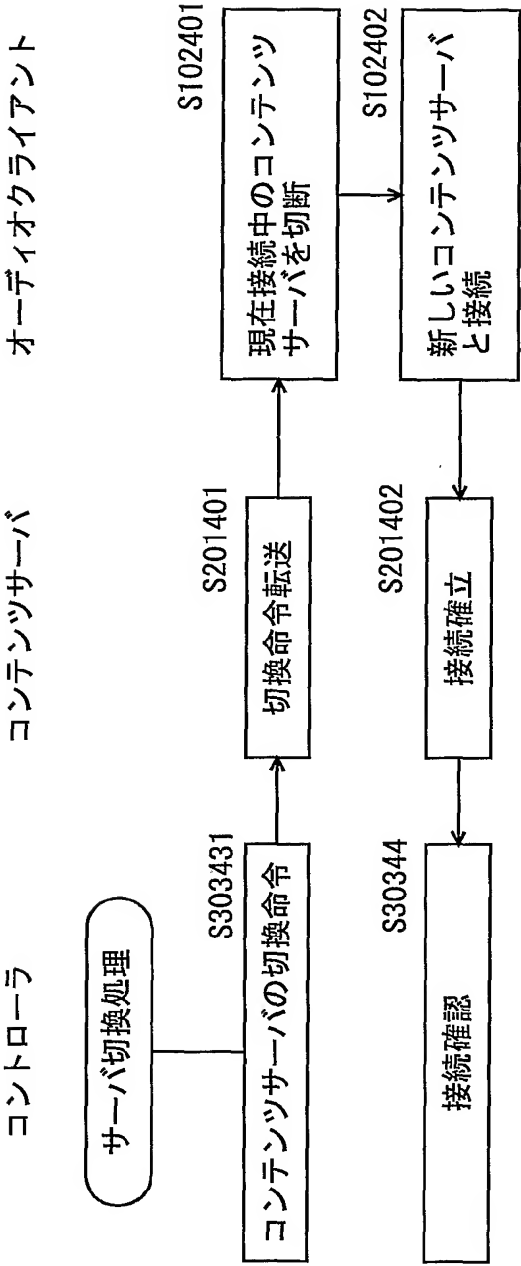 コントローラ
コンテンツサーバ
オーディオクライアント
サーバ切換処理
S303431
コンテンツサーバの切換命令
S201401
切換命令転送
S102401
現在接続中のコンテンツ
サーバを切断
S102402
新しいコンテンツサーバ
と接続
S201402
接続確立
S30344
接続確認